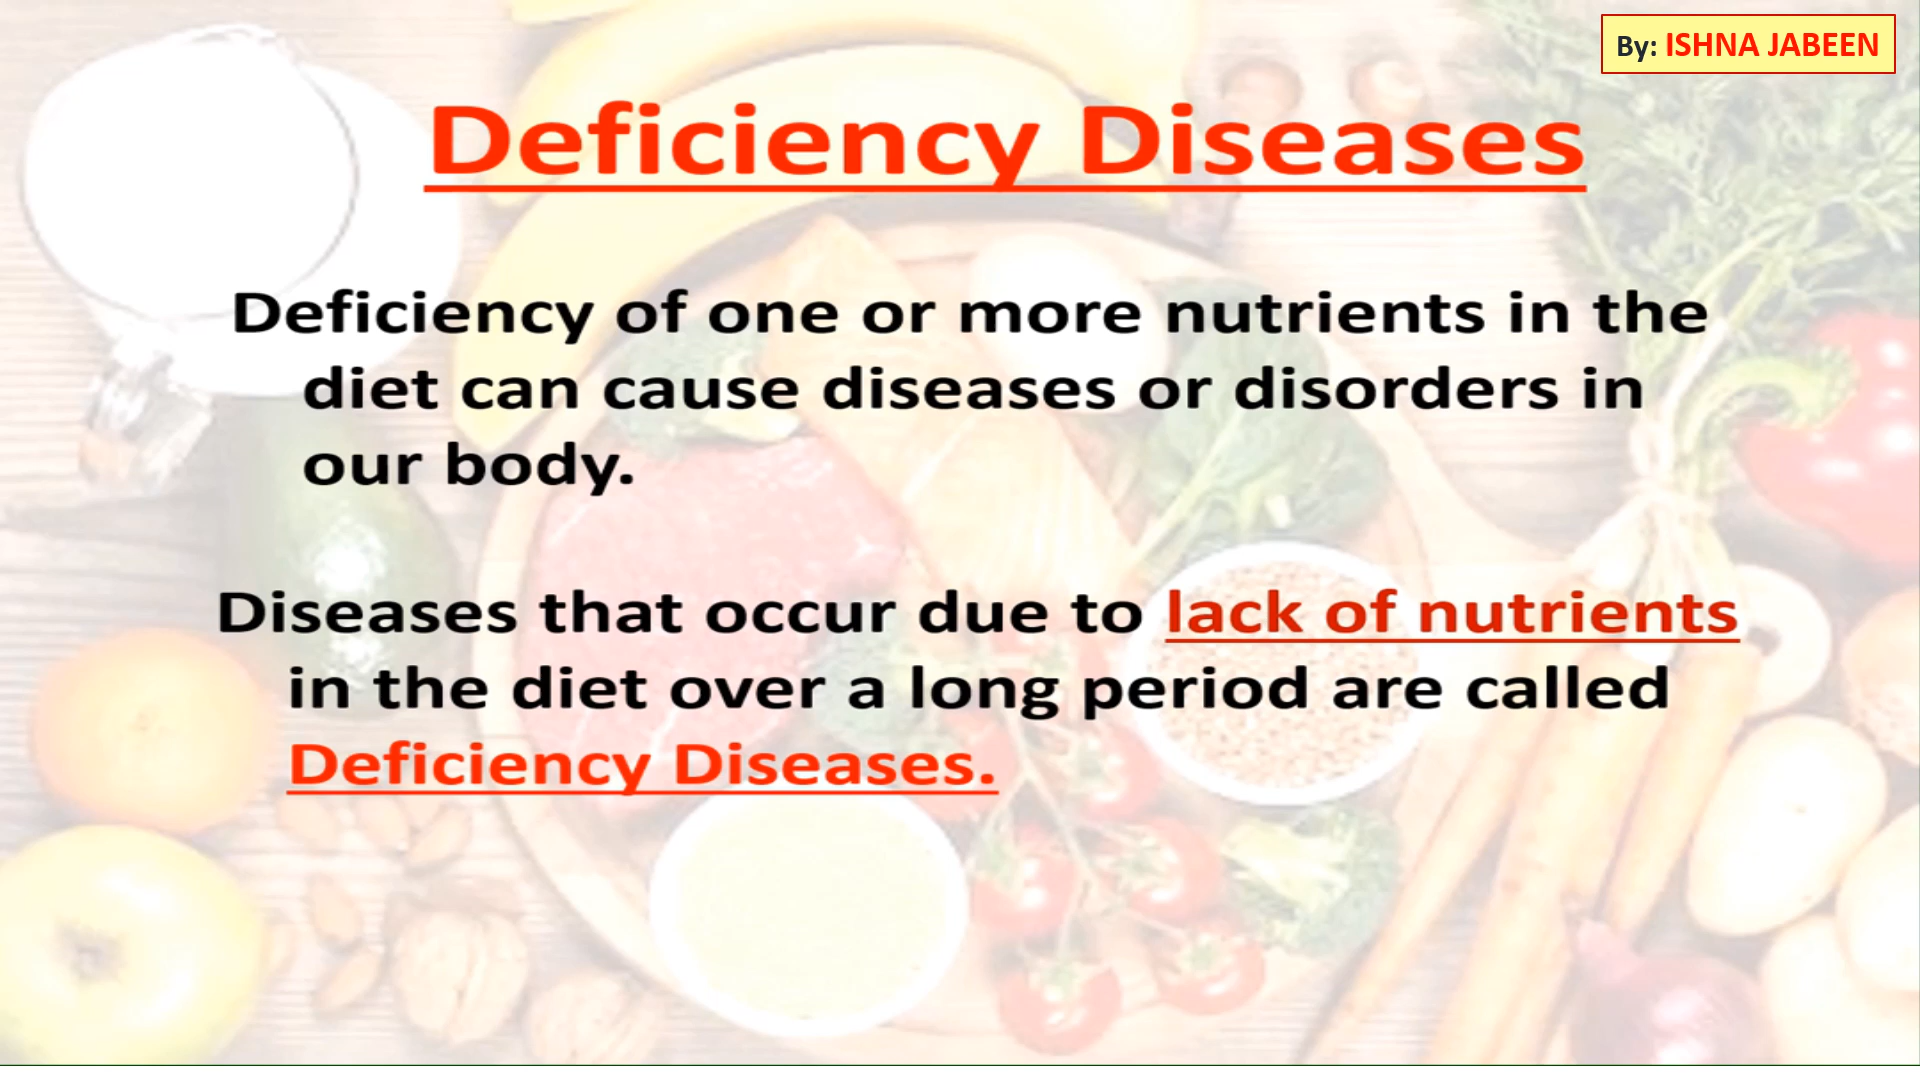 By: ISHNA JABEEN
Deficiency Diseases
Deficiency of one or more nutrients in the
diet can cause diseases or disorders in
our body.
Diseases that occur due to lack of nutrients
in the diet over a long period are called
Deficiency Diseases.